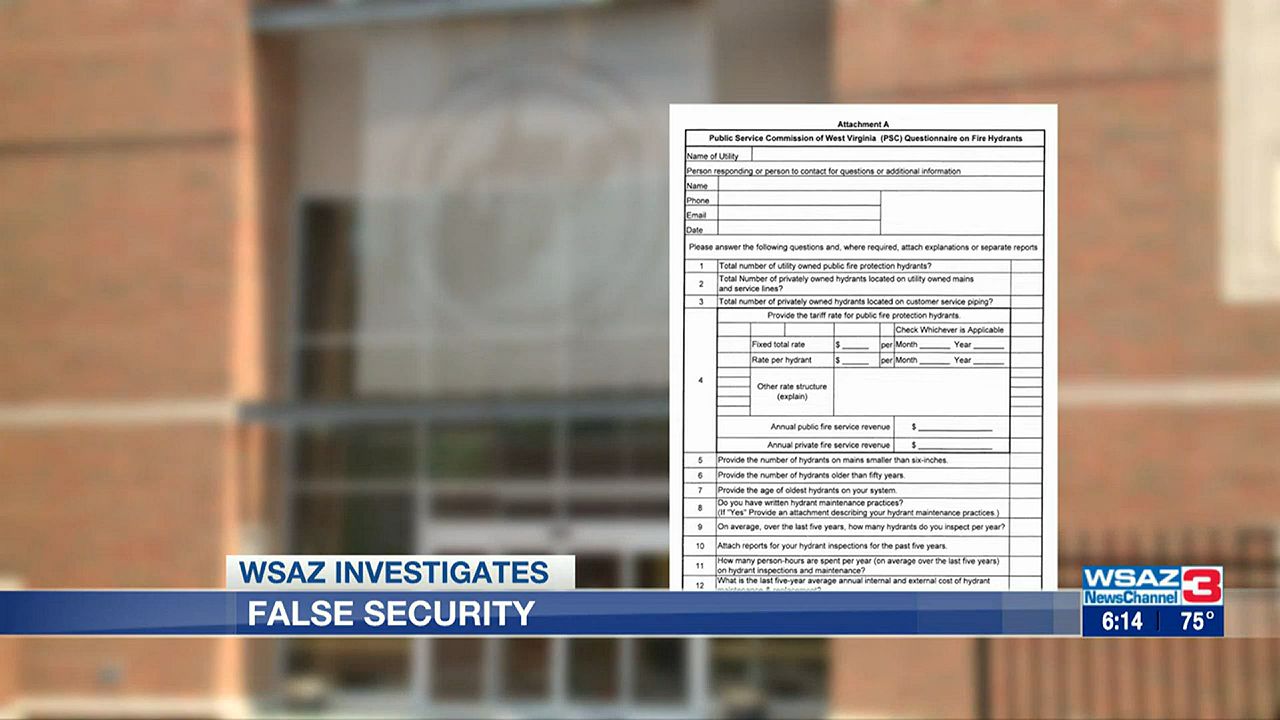 Attachment A
Public Service Commission of West Virginia (PSC) Questionnaire on Fire Hydrants
Name of Utility
Person responding or person to contact for questions or additional information
Name
Phone
Email
Date
Please answer the following questions and, where required, attach explanations or separate reports
1 Total number of utility owned public fire protection hydrants?
2 Total Number of privately owned hydrants located on utility owned mains
and service lines?
3 Total number of privately owned hydrants located on customer service piping?
4
Provide the tariff rate for public fire protection hydrants.
Check Whichever is Applicable
Fixed total rate $ _____ per Month _____ Year _____
Rate per hydrant $ _____ per Month _____ Year _____
Other rate structure
(explain)
Annual public fire service revenue $ _____________
Annual private fire service revenue $ _____________
5 Provide the number of hydrants on mains smaller than six-inches.
6 Provide the number of hydrants older than fifty years.
7 Provide the age of oldest hydrants on your system.
8 Do you have written hydrant maintenance practices?
(If "Yes" Provide an attachment describing your hydrant maintenance practices.)
9 On average, over the last five years, how many hydrants do you inspect per year?
10 Attach reports for your hydrant inspections for the past five years.
11 How many person-hours are spent per year (on average over the last five years)
on hydrant inspections and maintenance?
12 What is the last five-year average annual internal and external cost of hydrant
maintenance & replacement?
WSAZ INVESTIGATES
FALSE SECURITY
WSAZ 3
NewsChannel
6:14 75°